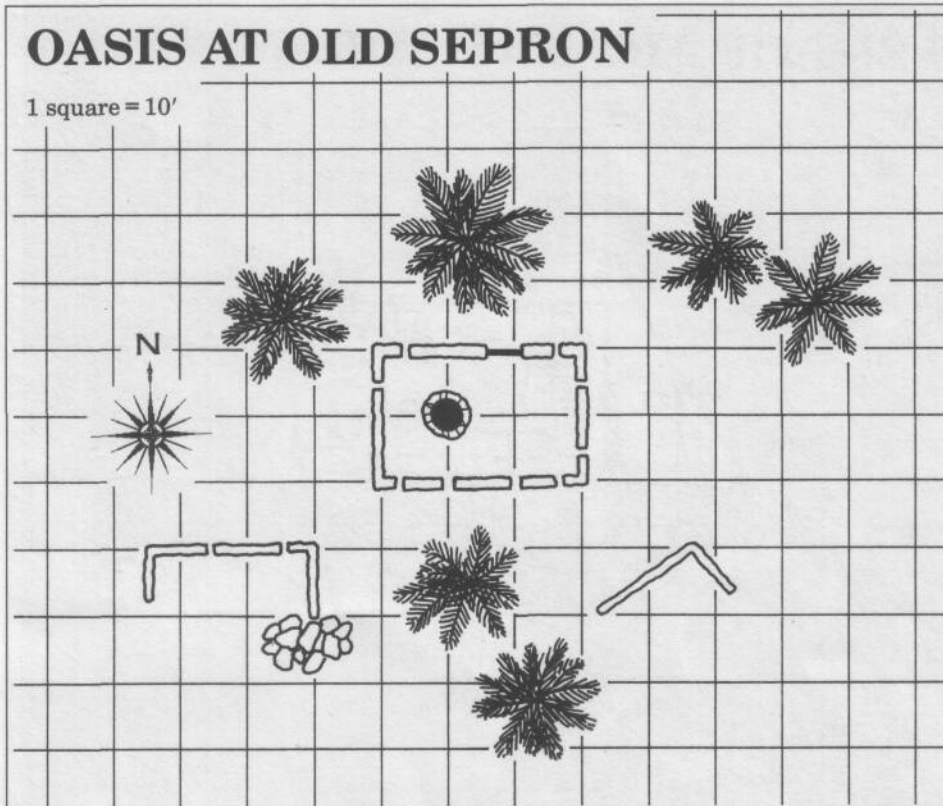 OASIS AT OLD SEPRON
1 square = 10′
N